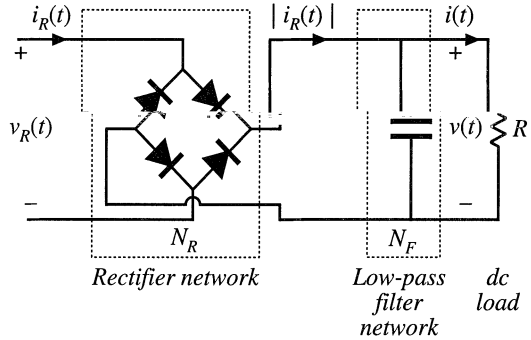 i_R(t) | i_R(t) | i(t)
+ +
v_R(t) v(t) R
− −
N_R N_F
Rectifier network Low-pass dc
filter load
network